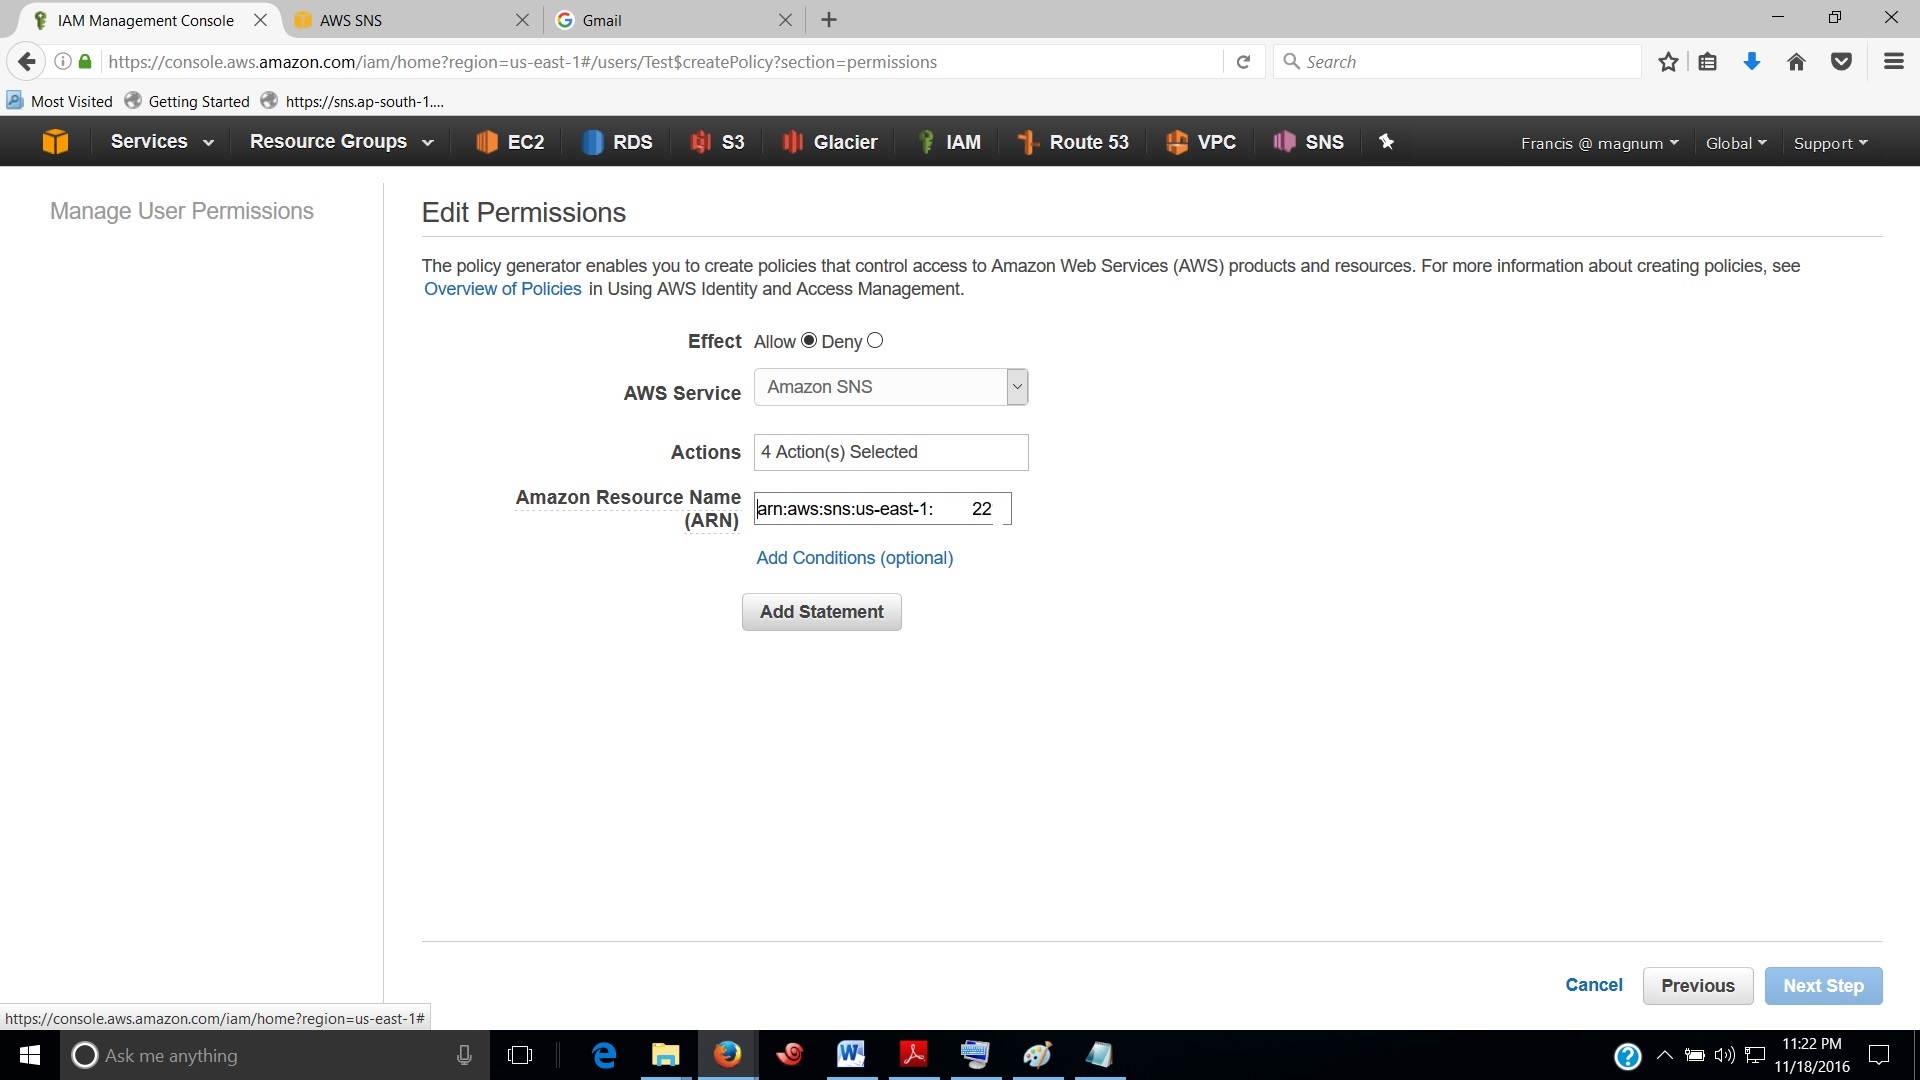 IAM Management Console
AWS SNS
Gmail
https://console.aws.amazon.com/iam/home?region=us-east-1#/users/Test$createPolicy?section=permissions
Search
Most Visited
Getting Started
https://sns.ap-south-1....
Services
Resource Groups
EC2
RDS
S3
Glacier
IAM
Route 53
VPC
SNS
Francis @ magnum
Global
Support
Manage User Permissions
Edit Permissions
The policy generator enables you to create policies that control access to Amazon Web Services (AWS) products and resources. For more information about creating policies, see
Overview of Policies in Using AWS Identity and Access Management.
Effect Allow Deny
AWS Service Amazon SNS
Actions 4 Action(s) Selected
Amazon Resource Name
(ARN)
arn:aws:sns:us-east-1: 22
Add Conditions (optional)
Add Statement
Cancel
Previous
Next Step
https://console.aws.amazon.com/iam/home?region=us-east-1#
Ask me anything
11:22 PM
11/18/2016